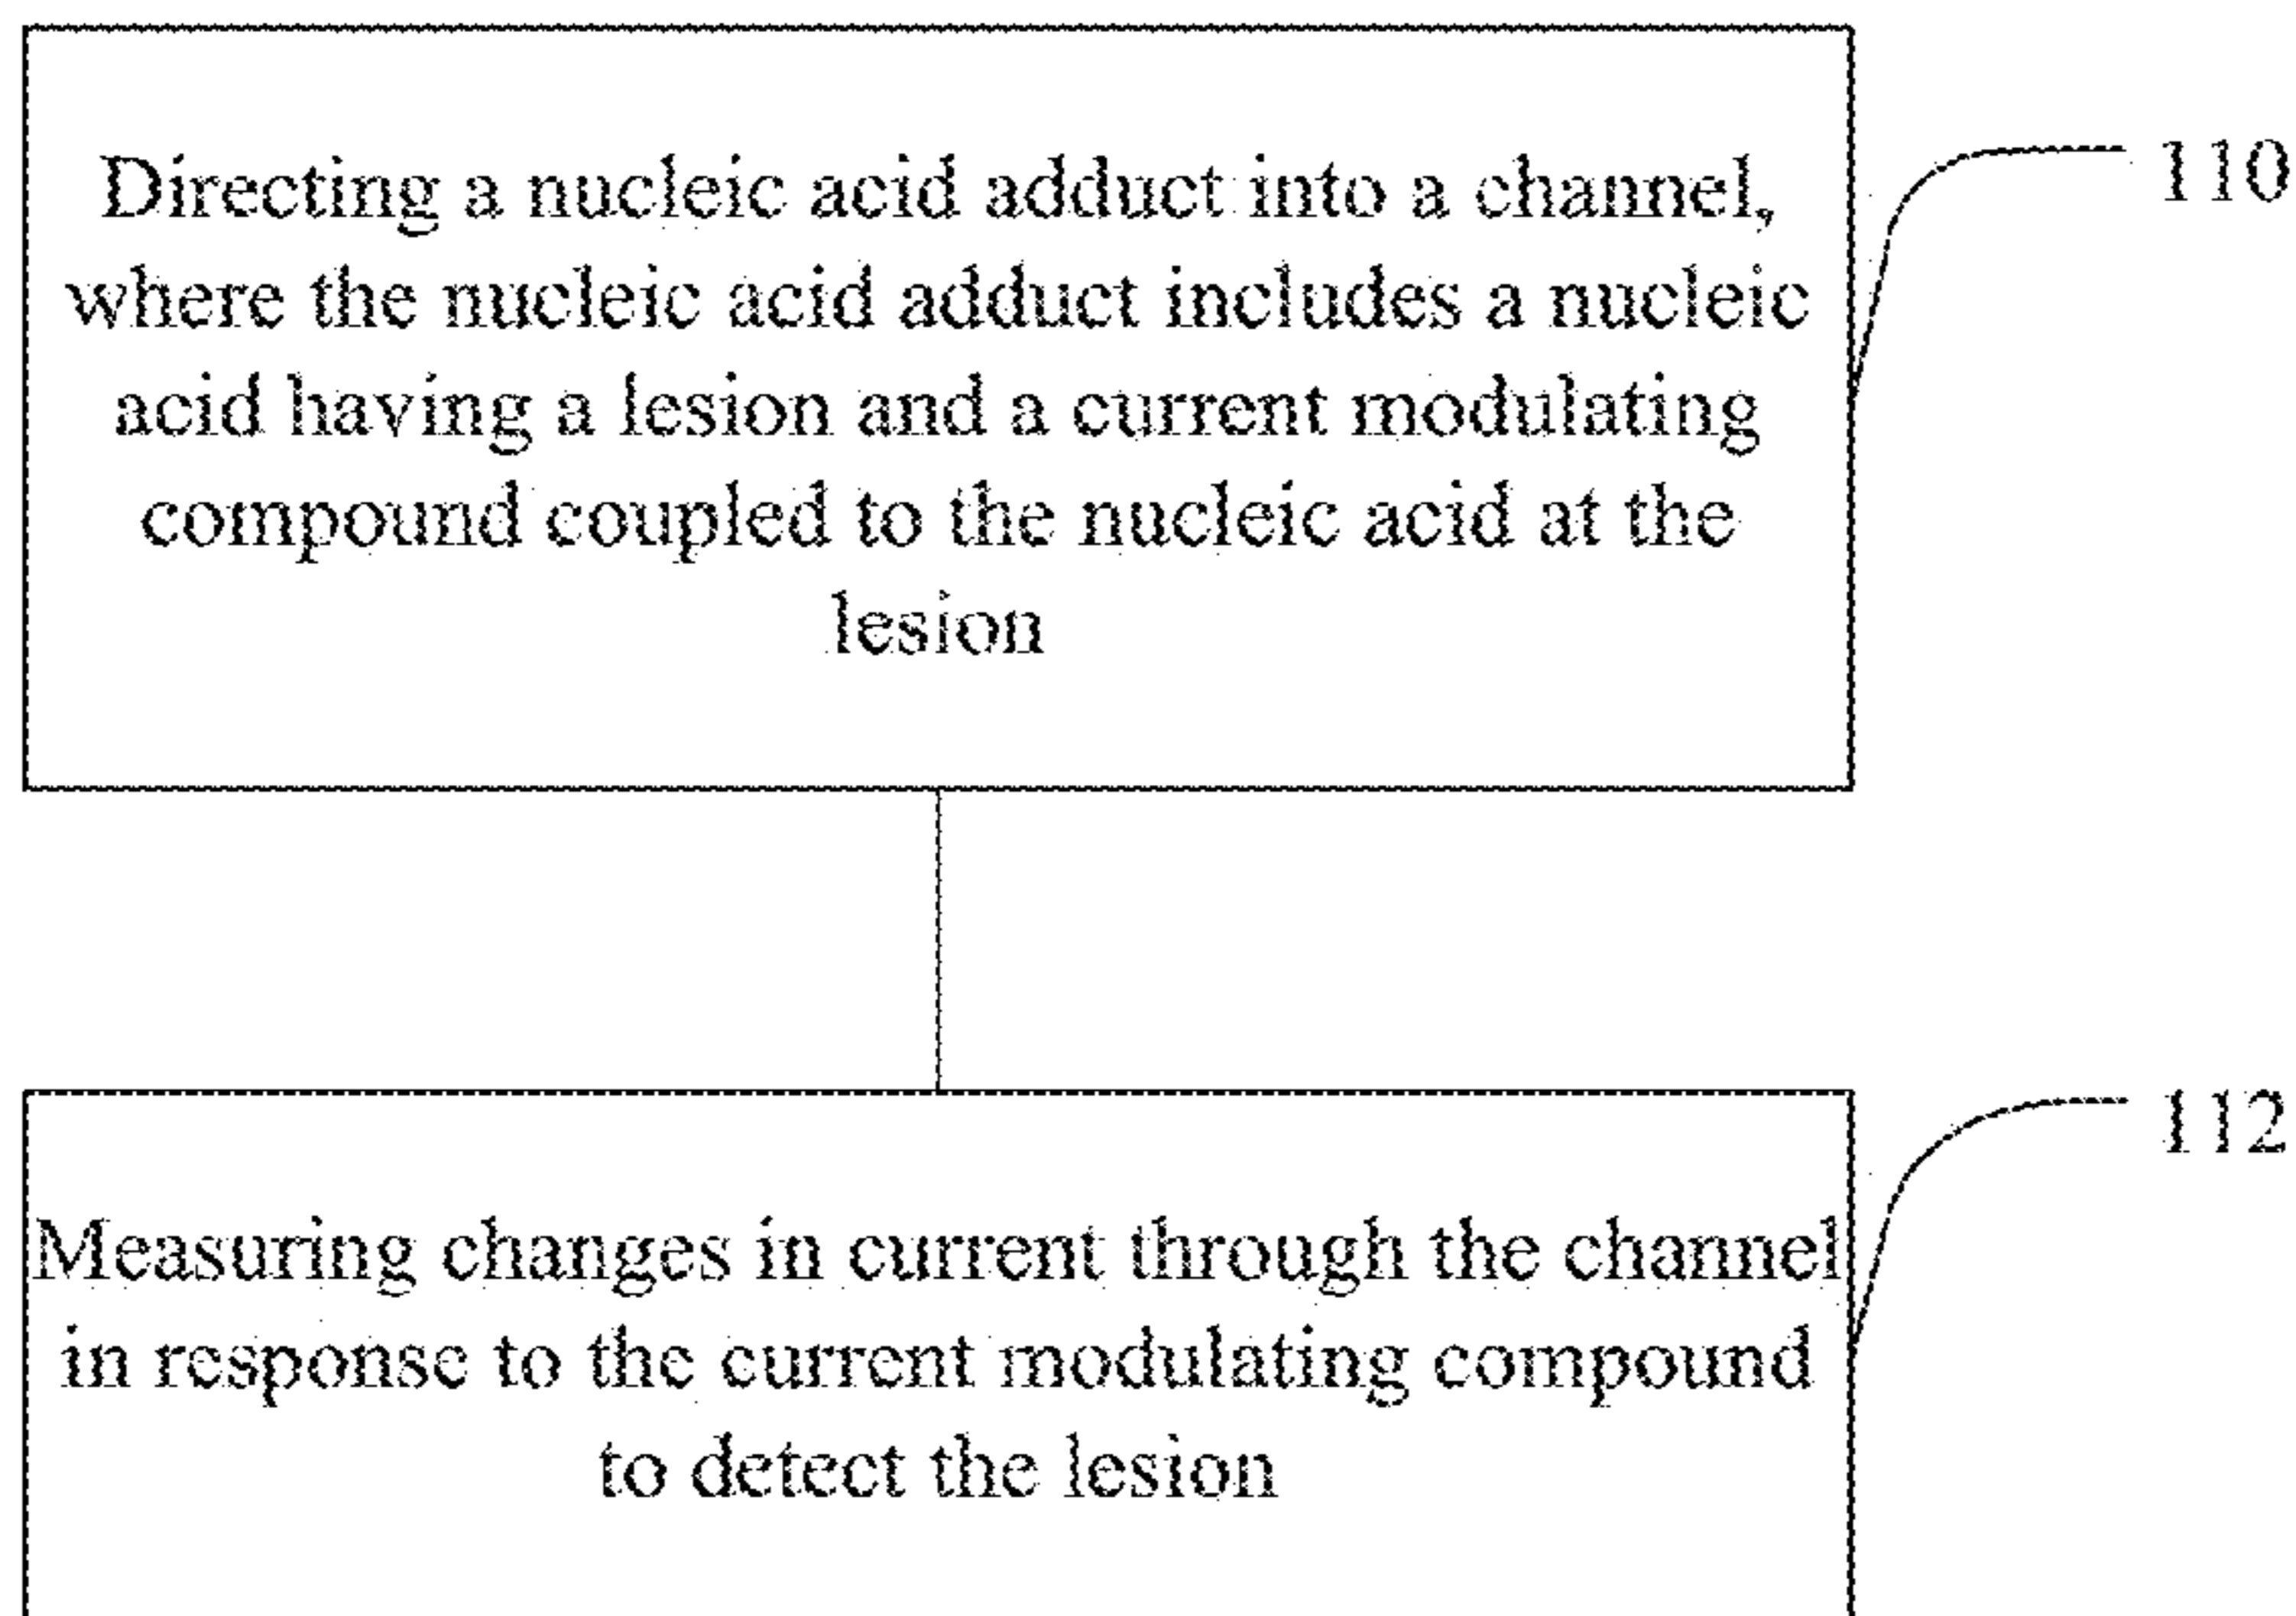 Directing a nucleic acid adduct into a channel,
where the nucleic acid adduct includes a nucleic
acid having a lesion and a current modulating
compound coupled to the nucleic acid at the
lesion
110
Measuring changes in current through the channel
in response to the current modulating compound
to detect the lesion
112